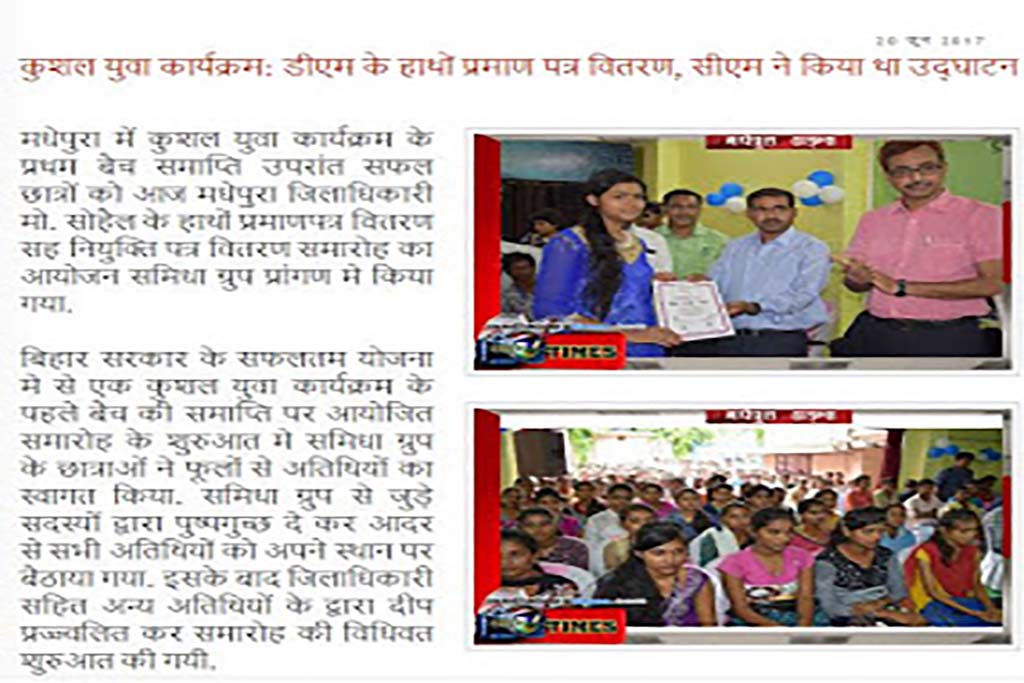 20 जून 2017
कुशल युवा कार्यक्रम: डीएम के हाथों प्रमाण पत्र वितरण, सीएम ने किया था उद्घाटन
मधेपुरा में कुशल युवा कार्यक्रम के
प्रथम बैच समाप्ति उपरांत सफल
छात्रों को आज मधेपुरा जिलाधिकारी
मो. सोहेल के हाथों प्रमाणपत्र वितरण
सह नियुक्ति पत्र वितरण समारोह का
आयोजन समिधा ग्रुप प्रांगण मे किया
गया.
बिहार सरकार के सफलतम योजना
मे से एक कुशल युवा कार्यक्रम के
पहले बैच की समाप्ति पर आयोजित
समारोह के शुरुआत मे समिधा ग्रुप
के छात्राओं ने फूलों से अतिथियों का
स्वागत किया. समिधा ग्रुप से जुड़े
सदस्यों द्वारा पुष्पगुच्छ दे कर आदर
से सभी अतिथियों को अपने स्थान पर
बैठाया गया. इसके बाद जिलाधिकारी
सहित अन्य अतिथियों के द्वारा दीप
प्रज्ज्वलित कर समारोह की विधिवत
शुरुआत की गयी.
मधेपुरा टाइम्स
TIMES
मधेपुरा टाइम्स
TIMES